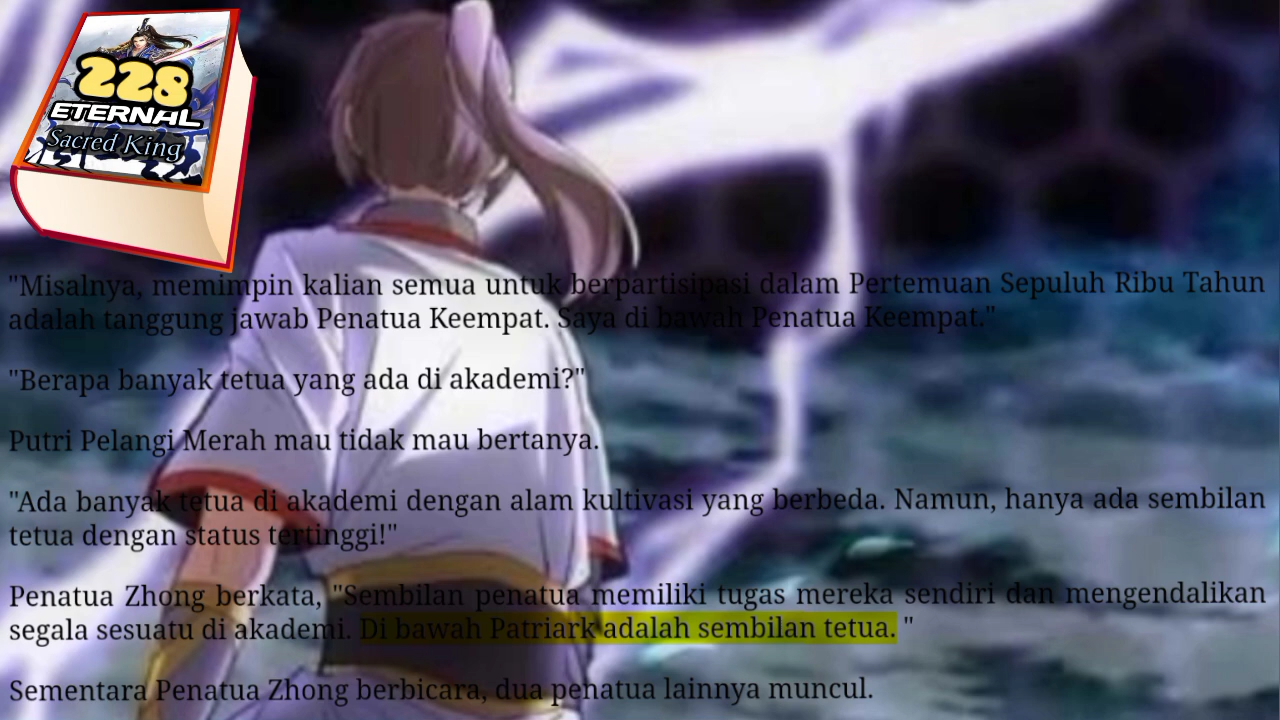 228
ETERNAL
Sacred King
"Misalnya, memimpin kalian semua untuk berpartisipasi dalam Pertemuan Sepuluh Ribu Tahun
adalah tanggung jawab Penatua Keempat. Saya di bawah Penatua Keempat."
"Berapa banyak tetua yang ada di akademi?"
Putri Pelangi Merah mau tidak mau bertanya.
"Ada banyak tetua di akademi dengan alam kultivasi yang berbeda. Namun, hanya ada sembilan
tetua dengan status tertinggi!"
Penatua Zhong berkata, "Sembilan penatua memiliki tugas mereka sendiri dan mengendalikan
segala sesuatu di akademi. Di bawah Patriark adalah sembilan tetua. "
Sementara Penatua Zhong berbicara, dua penatua lainnya muncul.